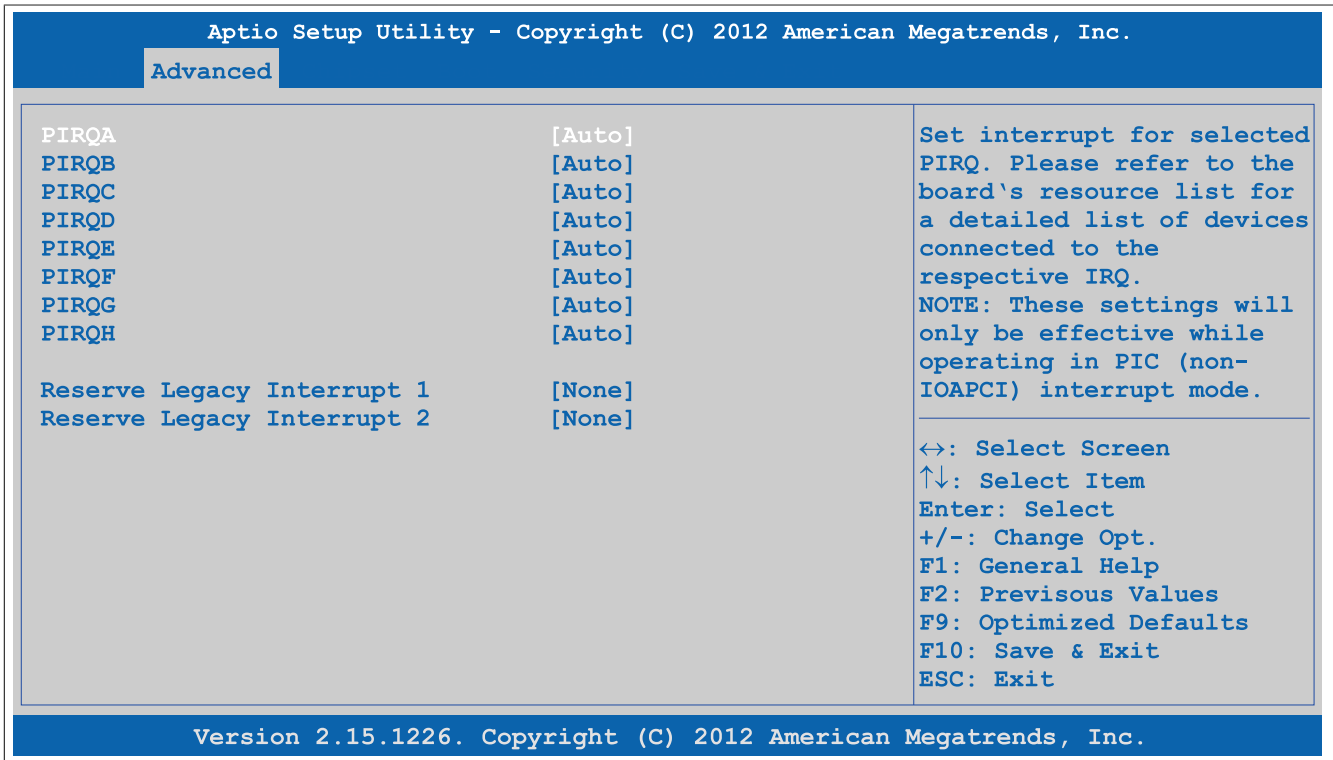 Aptio Setup Utility - Copyright (C) 2012 American Megatrends, Inc.
Advanced
PIRQA [Auto]
PIRQB [Auto]
PIRQC [Auto]
PIRQD [Auto]
PIRQE [Auto]
PIRQF [Auto]
PIRQG [Auto]
PIRQH [Auto]
Reserve Legacy Interrupt 1 [None]
Reserve Legacy Interrupt 2 [None]
Set interrupt for selected
PIRQ. Please refer to the
board‘s resource list for
a detailed list of devices
connected to the
respective IRQ.
NOTE: These settings will
only be effective while
operating in PIC (non-
IOAPCI) interrupt mode.
↔: Select Screen
↑↓: Select Item
Enter: Select
+/-: Change Opt.
F1: General Help
F2: Previsous Values
F9: Optimized Defaults
F10: Save & Exit
ESC: Exit
Version 2.15.1226. Copyright (C) 2012 American Megatrends, Inc.